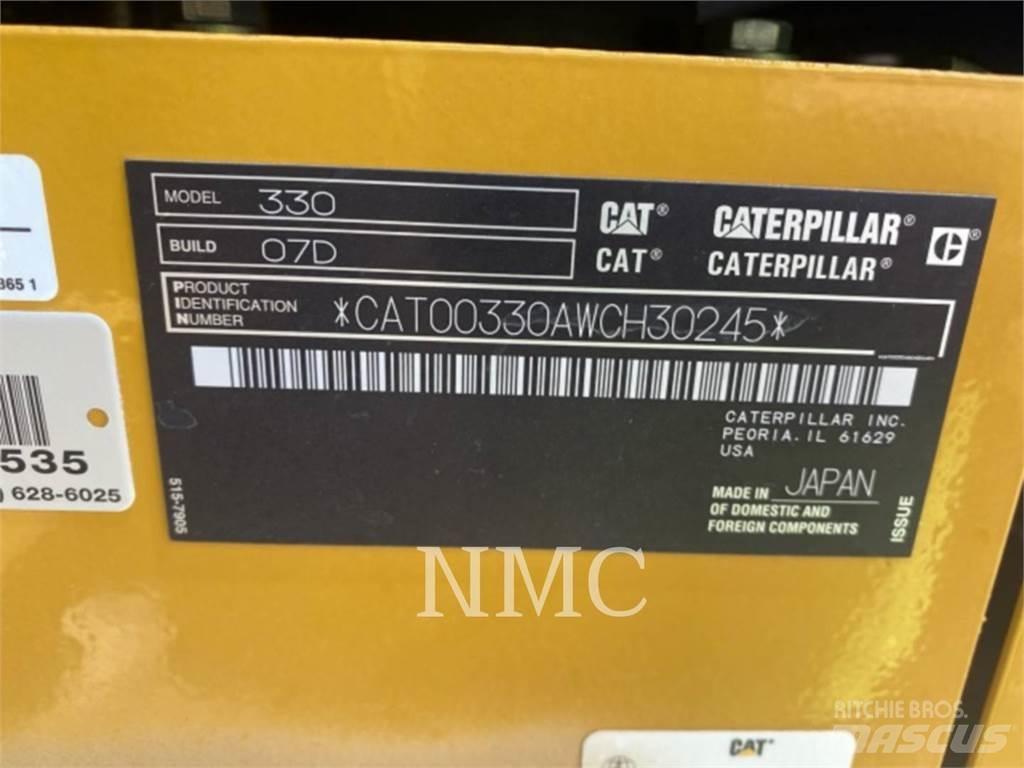 MODEL 330
BUILD 07D
CAT® CATERPILLAR®
CAT® CATERPILLAR®
PRODUCT
IDENTIFICATION
NUMBER
*CAT00330AWCH30245*
CATERPILLAR INC.
PEORIA, IL 61629
USA
MADE IN JAPAN
OF DOMESTIC AND
FOREIGN COMPONENTS
ISSUE
515-7905
365 1
535
) 628-6025
NMC
CAT
RITCHIE BROS.
MASCUS